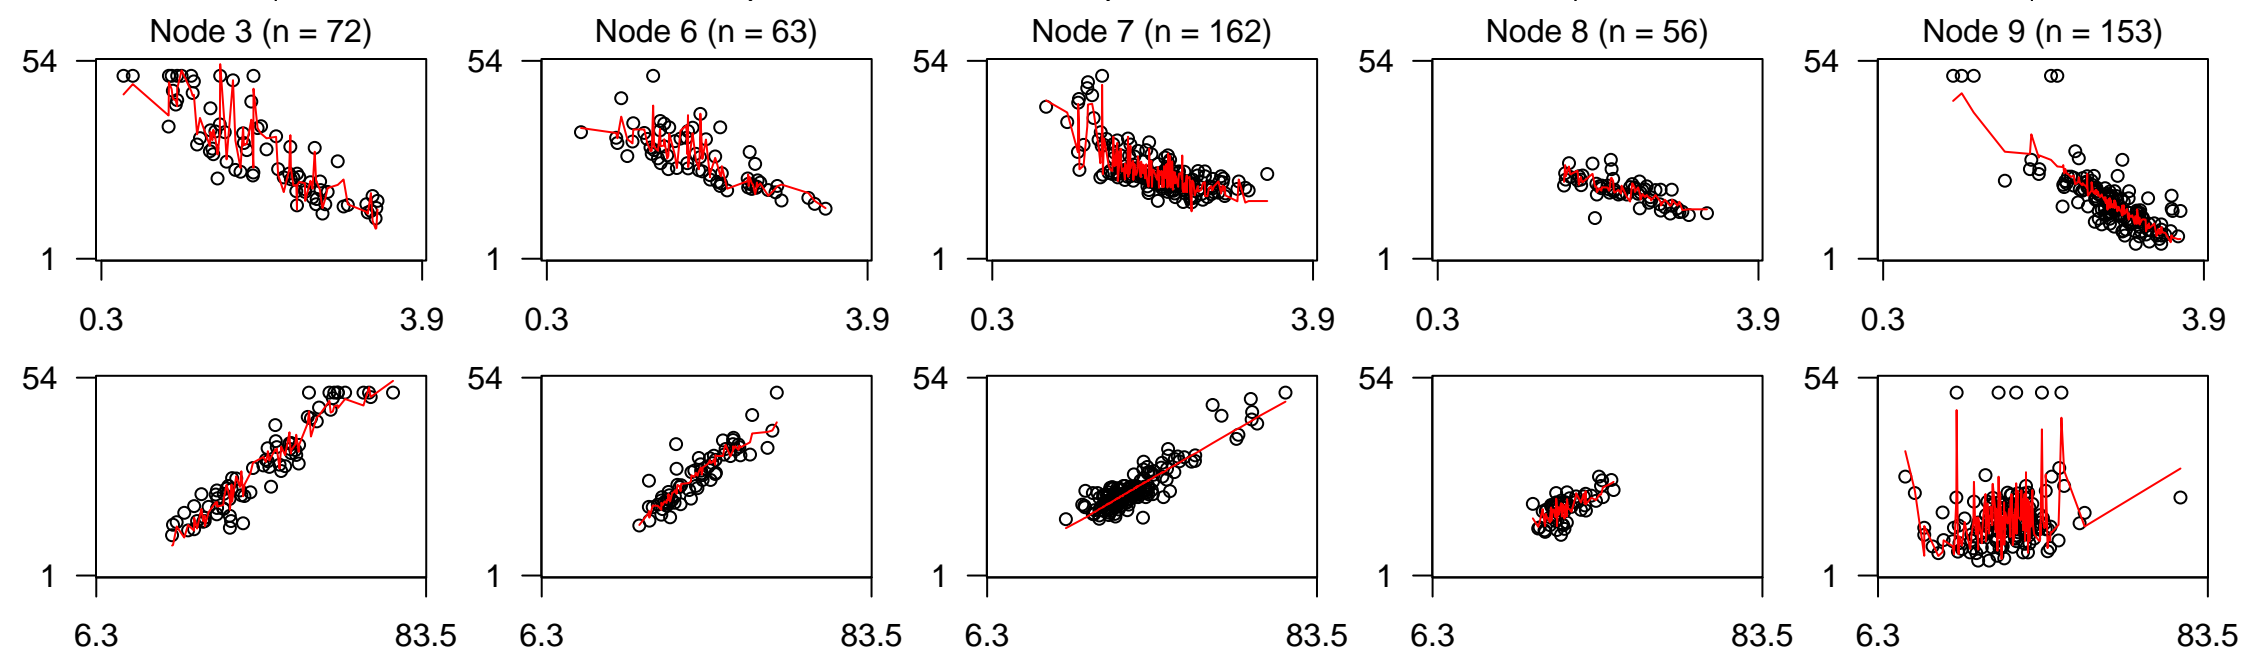 Node 3 (n = 72) Node 6 (n = 63) Node 7 (n = 162) Node 8 (n = 56) Node 9 (n = 153)
54 54 54 54 54
1 1 1 1 1
0.3 3.9 0.3 3.9 0.3 3.9 0.3 3.9 0.3 3.9
54 54 54 54 54
1 1 1 1 1
6.3 83.5 6.3 83.5 6.3 83.5 6.3 83.5 6.3 83.5